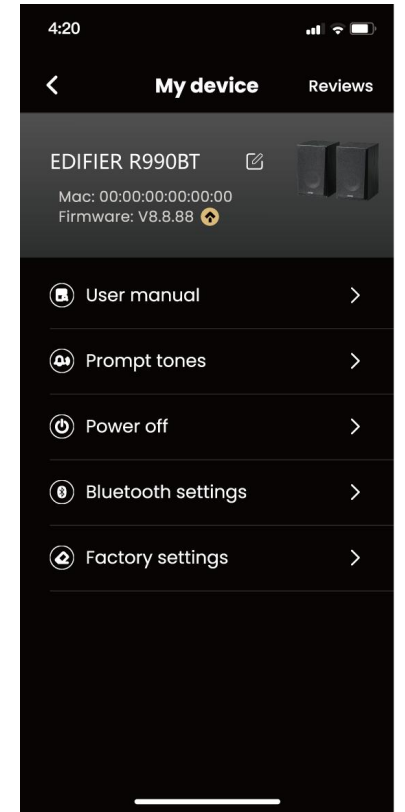 4:20
My device
Reviews
EDIFIER R990BT
Mac: 00:00:00:00:00:00
Firmware: V8.8.88
User manual
Prompt tones
Power off
Bluetooth settings
Factory settings